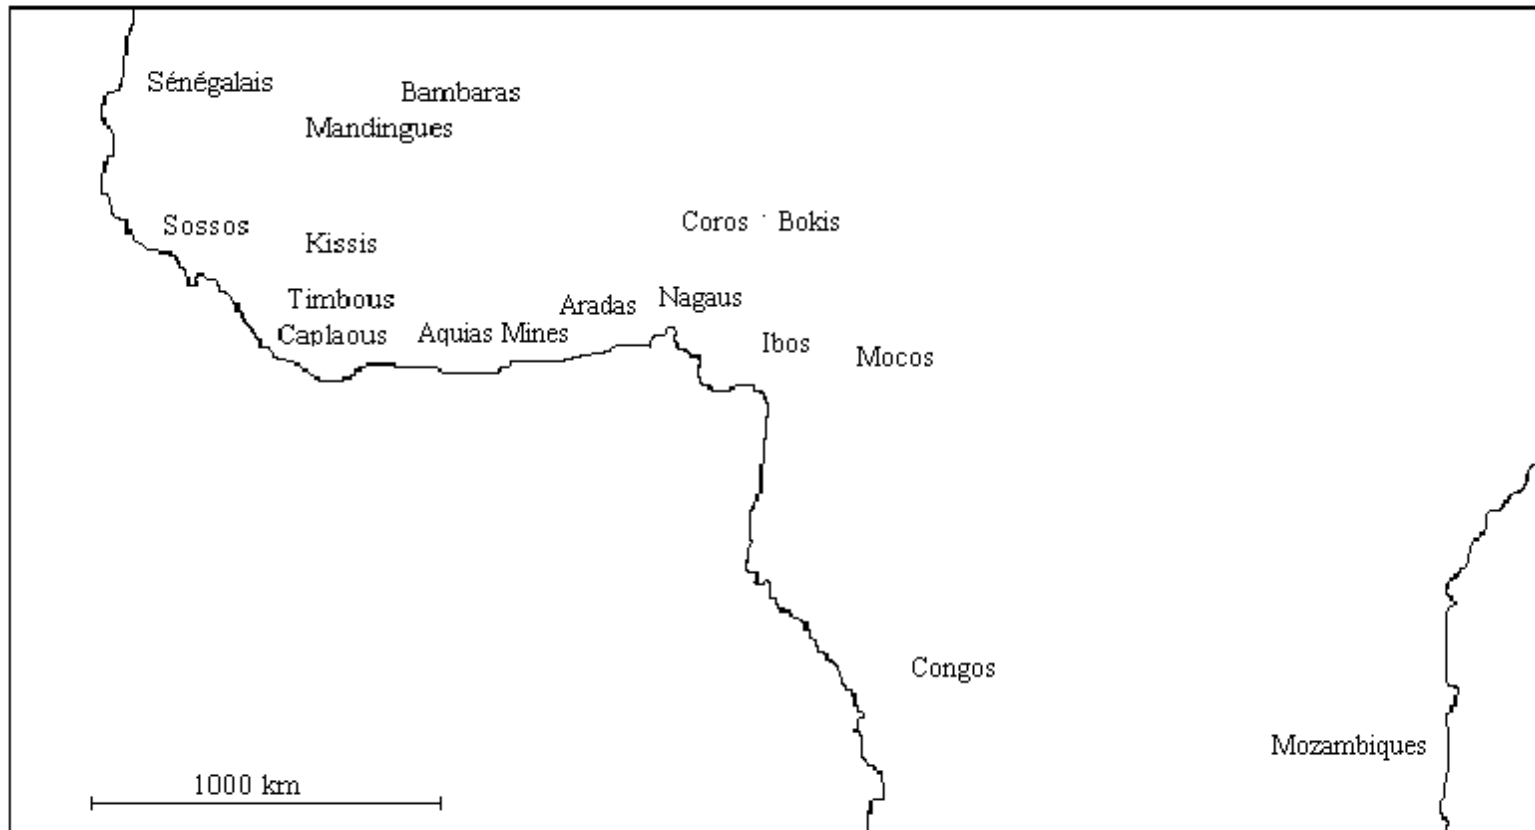 Sénégalais
Bambaras
Mandingues
Sossos
Kissis
Coros
Bokis
Timbous
Caplaous
Aquias
Mines
Aradas
Nagaus
Ibos
Mocos
Congos
Mozambiques
1000 km